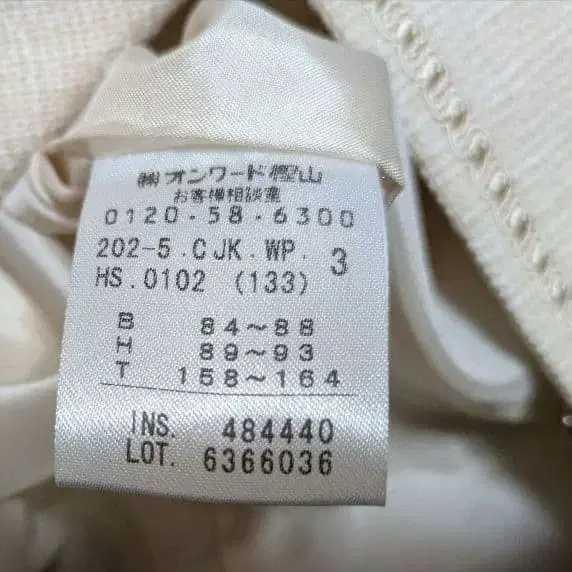 ㈱オンワード樫山
お客様相談室
0120-58-6300
202-5.CJK.WP. 3
HS.0102 (133)
B 84～88
H 89～93
T 158～164
INS. 484440
LOT. 6366036